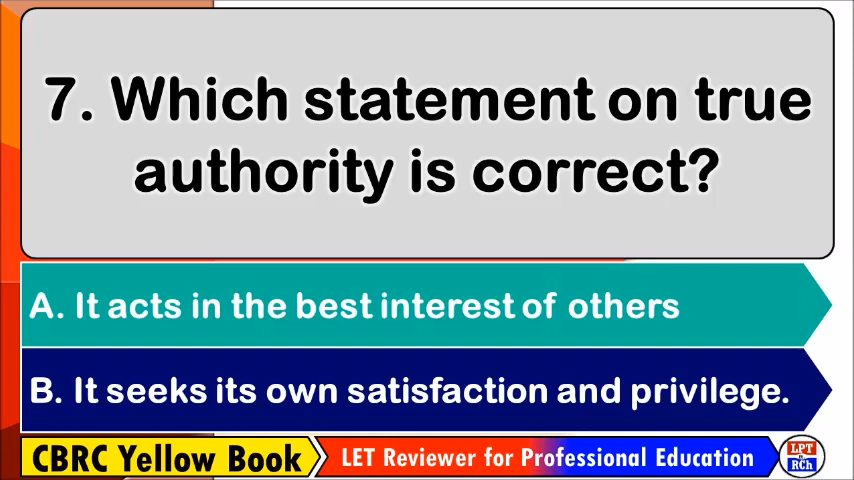 7. Which statement on true
authority is correct?
A. It acts in the best interest of others
B. It seeks its own satisfaction and privilege.
CBRC Yellow Book
LET Reviewer for Professional Education
LPT
RCh